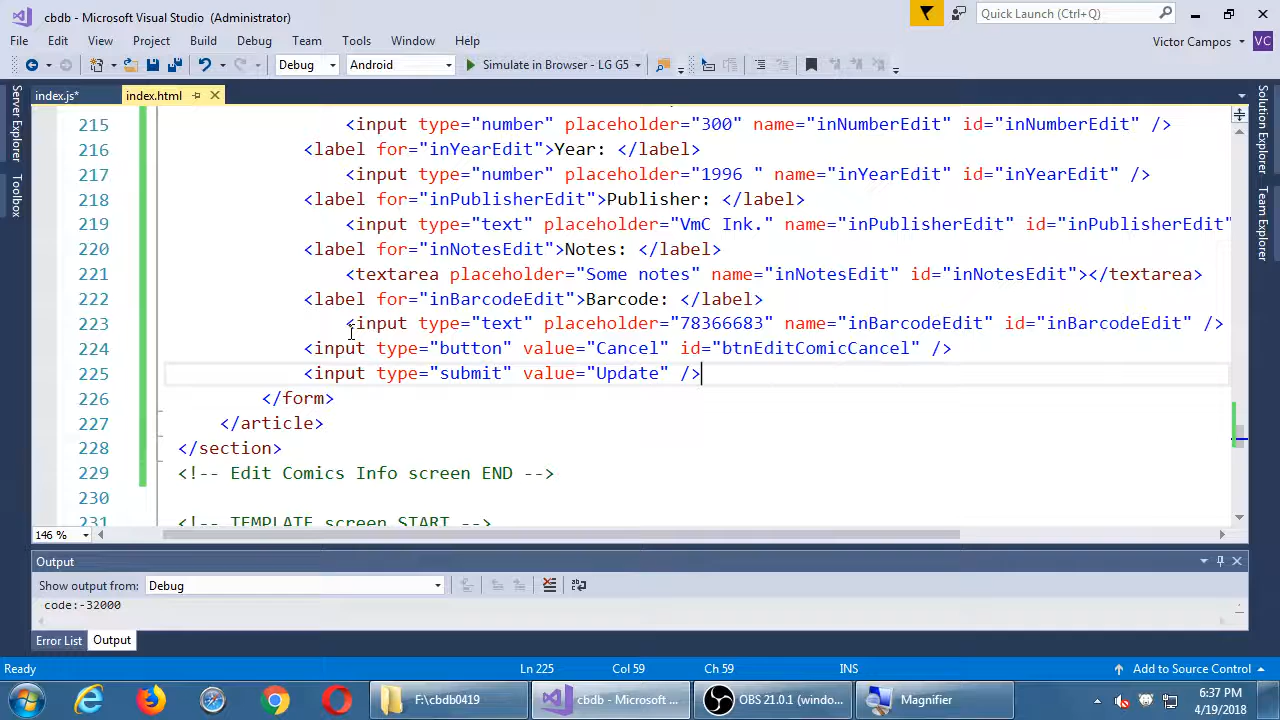 cbdb - Microsoft Visual Studio (Administrator)
Quick Launch (Ctrl+Q)
File Edit View Project Build Debug Team Tools Window Help
Victor Campos VC
Debug Android Simulate in Browser - LG G5
index.js* index.html
Server Explorer
Toolbox
Solution Explorer
Team Explorer
215 <input type="number" placeholder="300" name="inNumberEdit" id="inNumberEdit" />
216 <label for="inYearEdit">Year: </label>
217 <input type="number" placeholder="1996 " name="inYearEdit" id="inYearEdit" />
218 <label for="inPublisherEdit">Publisher: </label>
219 <input type="text" placeholder="VmC Ink." name="inPublisherEdit" id="inPublisherEdit"
220 <label for="inNotesEdit">Notes: </label>
221 <textarea placeholder="Some notes" name="inNotesEdit" id="inNotesEdit"></textarea>
222 <label for="inBarcodeEdit">Barcode: </label>
223 <input type="text" placeholder="78366683" name="inBarcodeEdit" id="inBarcodeEdit" />
224 <input type="button" value="Cancel" id="btnEditComicCancel" />
225 <input type="submit" value="Update" />
226 </form>
227 </article>
228 </section>
229 <!-- Edit Comics Info screen END -->
230
231 <!-- TEMPLATE screen START -->
146 %
Output
Show output from: Debug
code:-32000
Error List Output
Ready Ln 225 Col 59 Ch 59 INS Add to Source Control
F:\cbdb0419 cbdb - Microsoft ... OBS 21.0.1 (windo... Magnifier
6:37 PM
4/19/2018